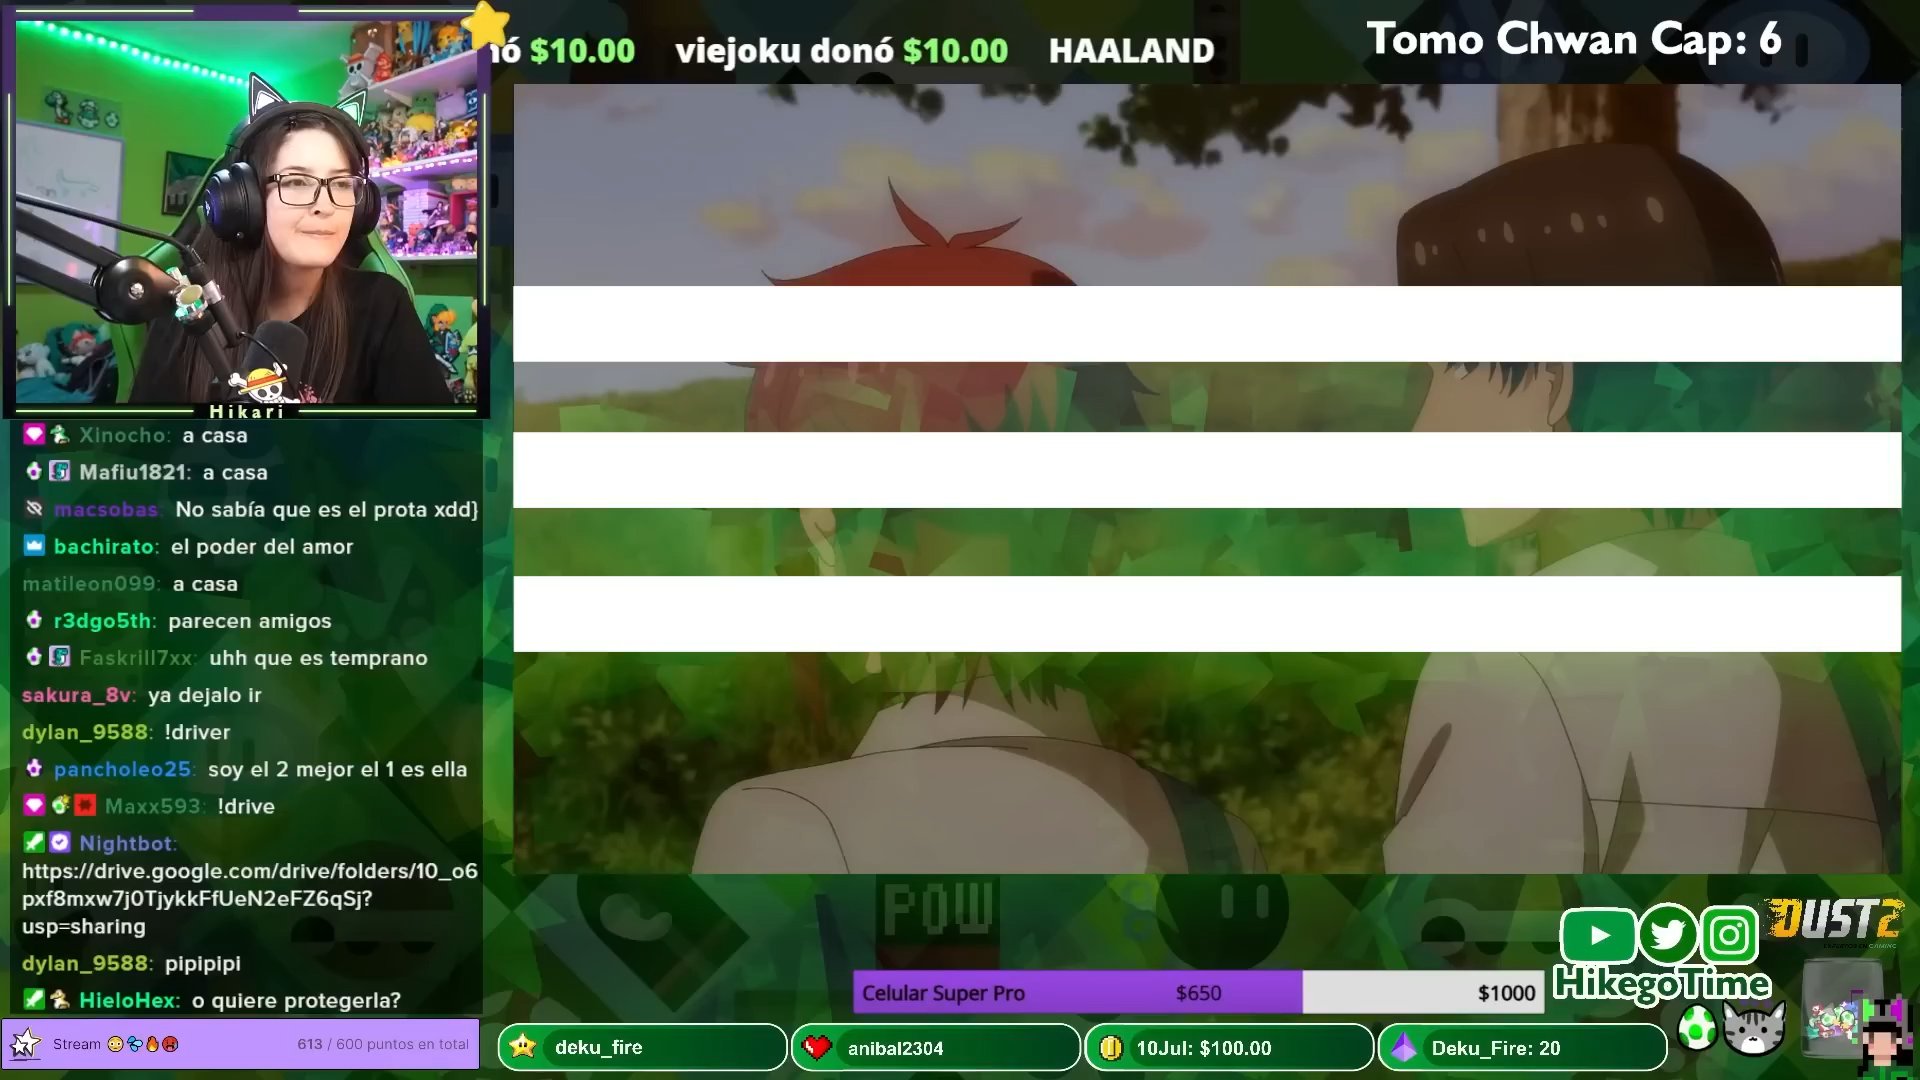 nó $10.00 viejoku donó $10.00 HAALAND
Tomo Chwan Cap: 6
Hikari
Xinocho: a casa
Mafiu1821: a casa
macsobas: No sabía que es el prota xdd}
bachirato: el poder del amor
matileon099: a casa
r3dgo5th: parecen amigos
Faskrill7xx: uhh que es temprano
sakura_8v: ya dejalo ir
dylan_9588: !driver
pancholeo25: soy el 2 mejor el 1 es ella
Maxx593: !drive
Nightbot:
https://drive.google.com/drive/folders/10_o6
pxf8mxw7j0TjykkFfUeN2eFZ6qSj?
usp=sharing
dylan_9588: pipipipi
HieloHex: o quiere protegerla?
POW
DUST2
HikegoTime
Celular Super Pro $650 $1000
Stream 613 / 600 puntos en total
deku_fire
anibal2304
10Jul: $100.00
Deku_Fire: 20